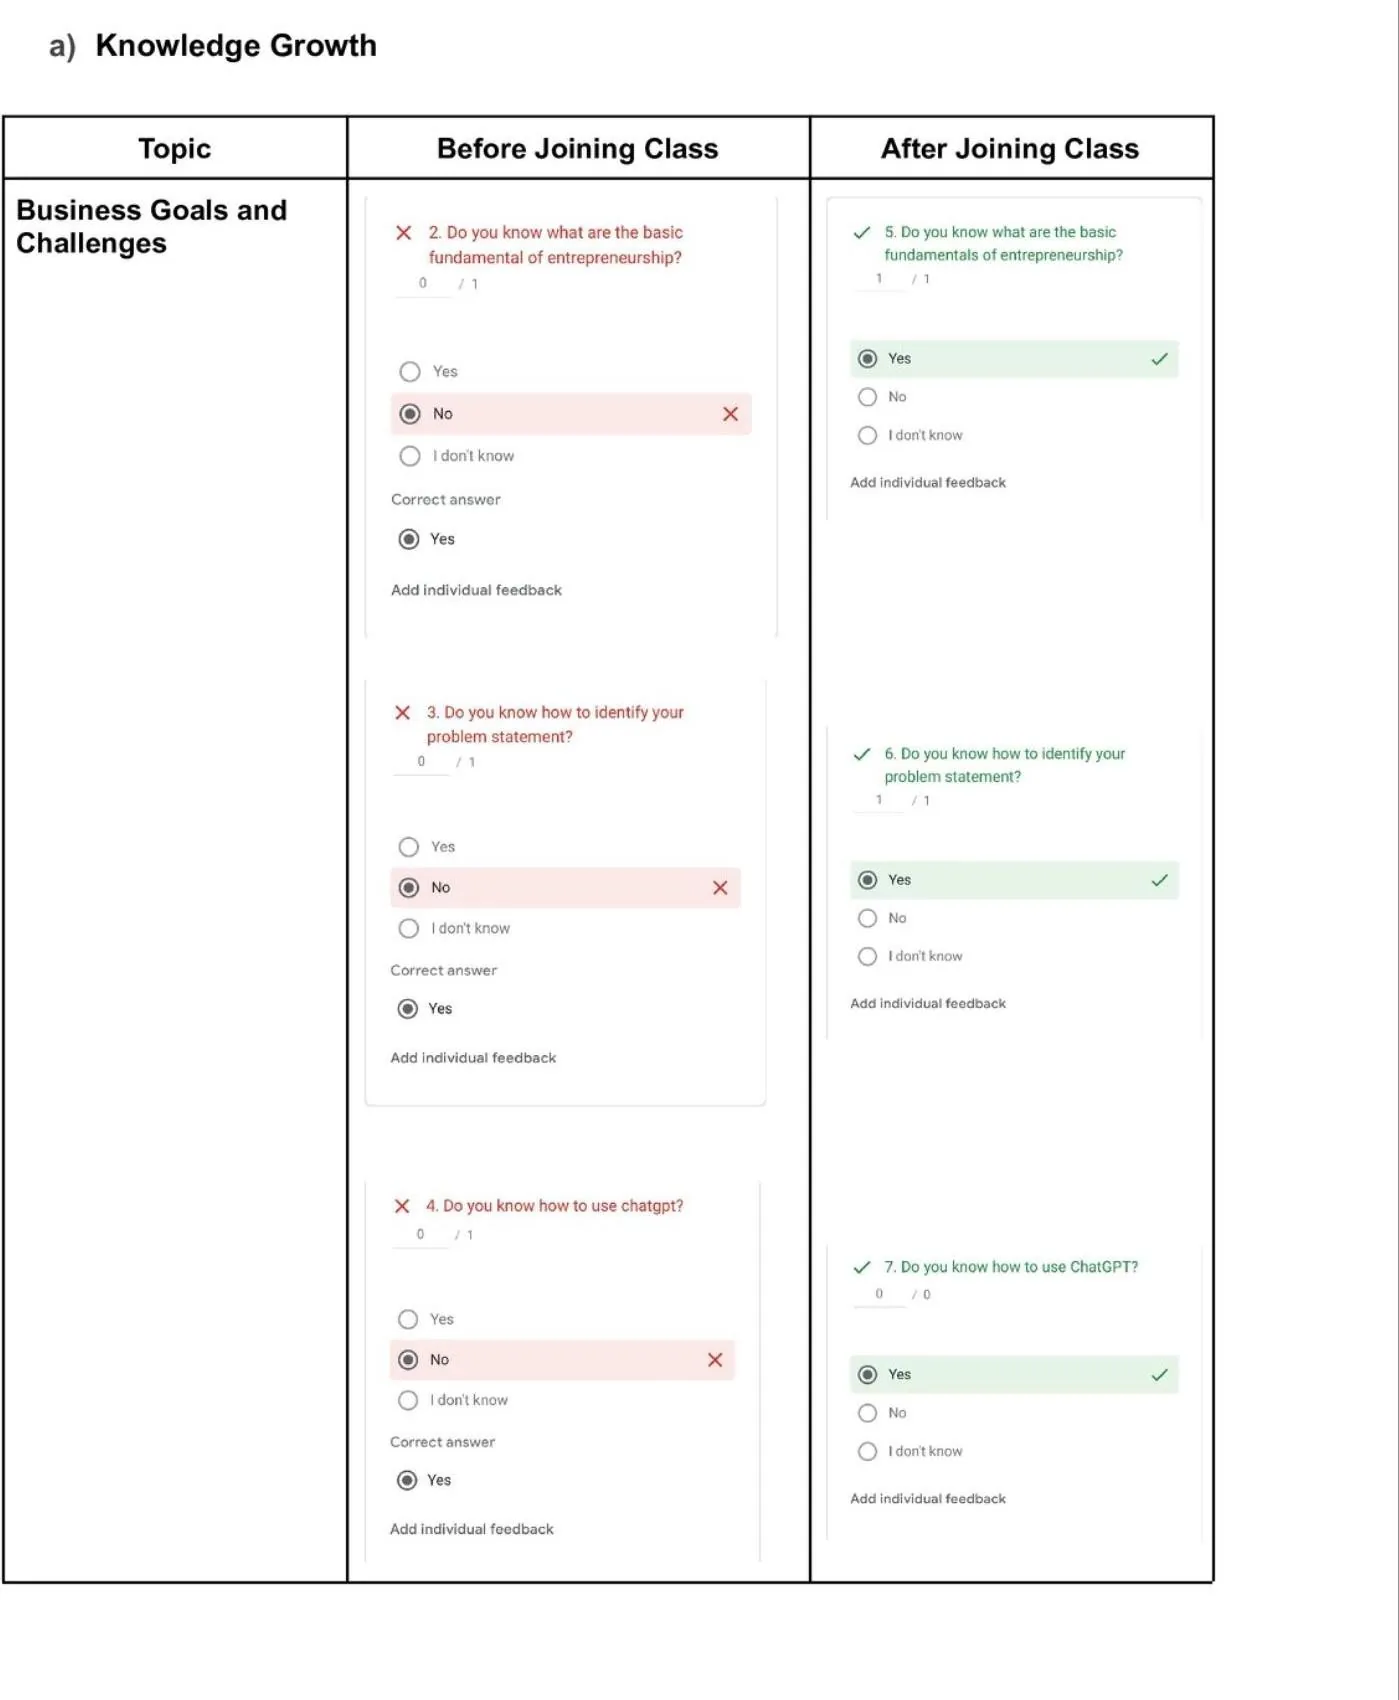 a) Knowledge Growth
Topic
Before Joining Class
After Joining Class
Business Goals and
Challenges
2. Do you know what are the basic
fundamental of entrepreneurship?
0 / 1
Yes
No
I don't know
Correct answer
Yes
Add individual feedback
3. Do you know how to identify your
problem statement?
0 / 1
Yes
No
I don't know
Correct answer
Yes
Add individual feedback
4. Do you know how to use chatgpt?
0 / 1
Yes
No
I don't know
Correct answer
Yes
Add individual feedback
5. Do you know what are the basic
fundamentals of entrepreneurship?
1 / 1
Yes
No
I don't know
Add individual feedback
6. Do you know how to identify your
problem statement?
1 / 1
Yes
No
I don't know
Add individual feedback
7. Do you know how to use ChatGPT?
0 / 0
Yes
No
I don't know
Add individual feedback